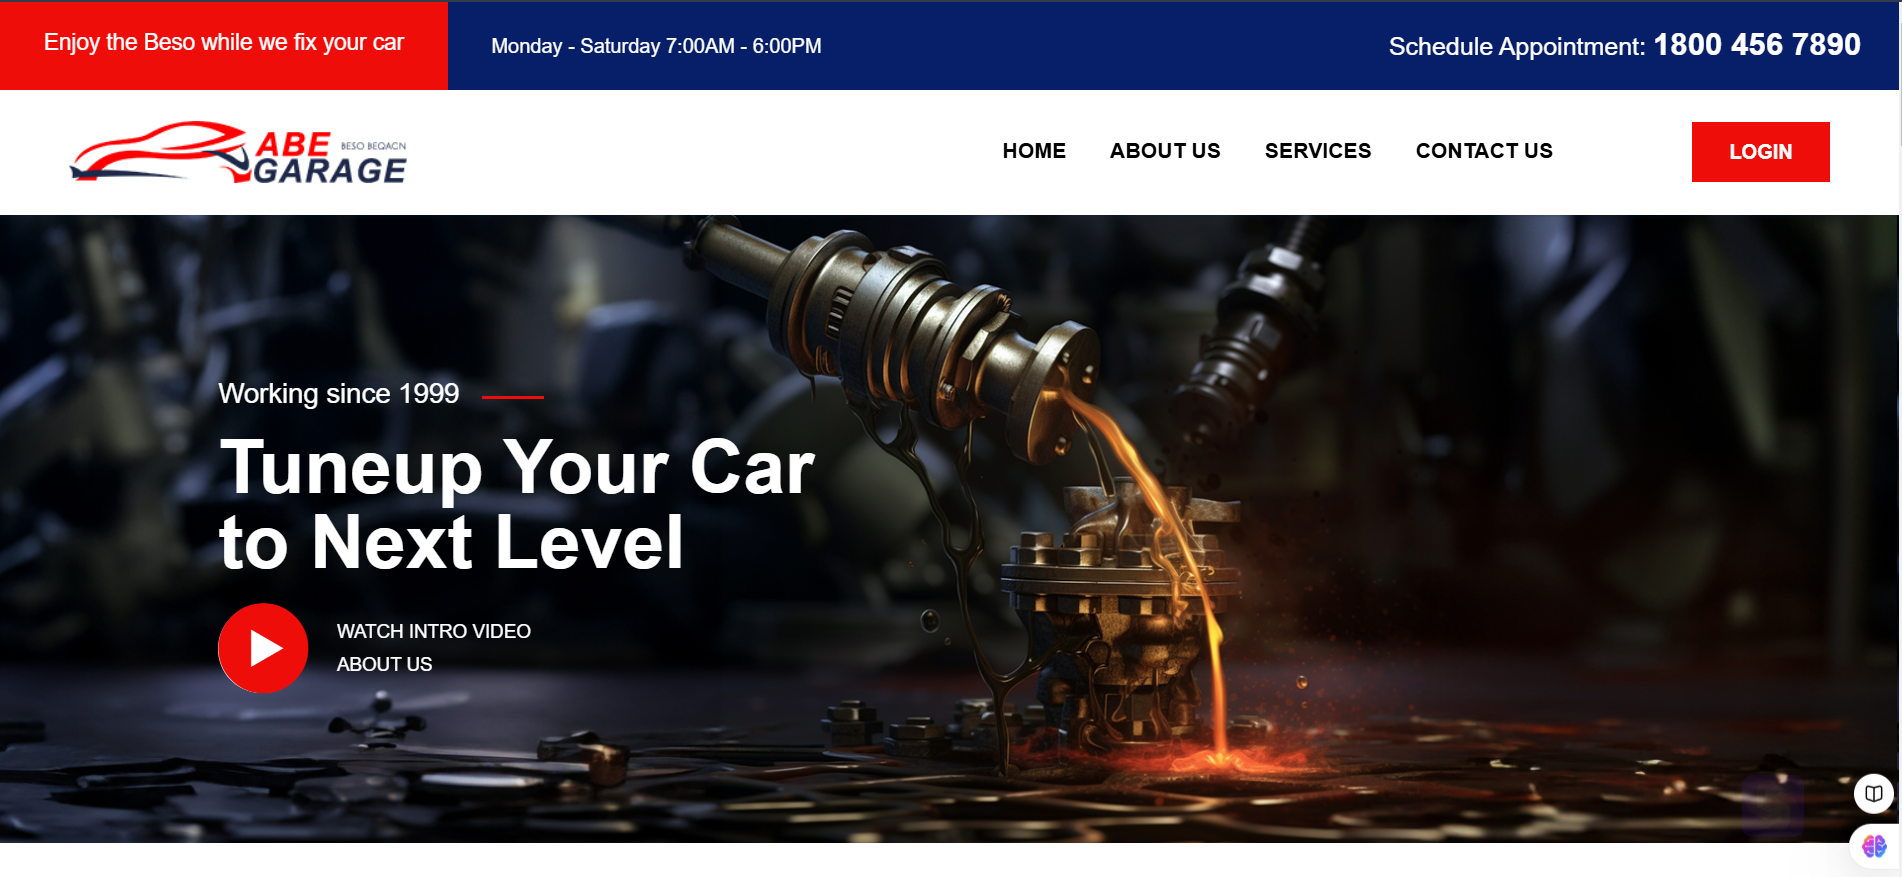 Enjoy the Beso while we fix your car
Monday - Saturday 7:00AM - 6:00PM
Schedule Appointment: 1800 456 7890
ABE
BESO BEQACN
GARAGE
HOME
ABOUT US
SERVICES
CONTACT US
LOGIN
Working since 1999
Tuneup Your Car
to Next Level
WATCH INTRO VIDEO
ABOUT US